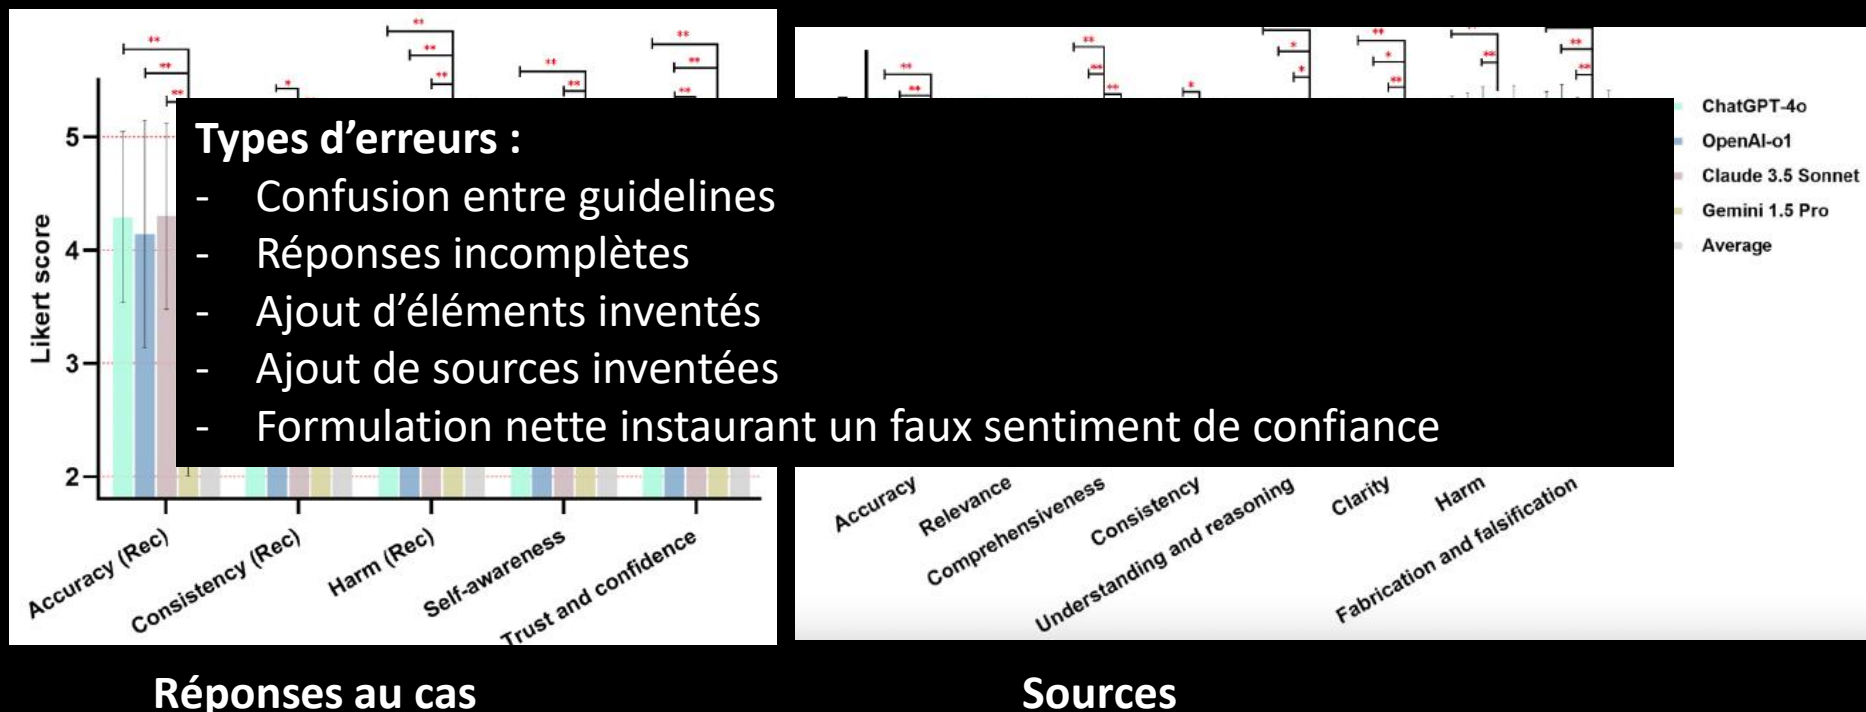 ** ** ** * ** ** ** ** ** ** ** **
** ** ** ** ** * * * * ** * ** ** ** **
5
4
3
2
Likert score
Types d’erreurs :
- Confusion entre guidelines
- Réponses incomplètes
- Ajout d’éléments inventés
- Ajout de sources inventées
- Formulation nette instaurant un faux sentiment de confiance
ChatGPT-4o
OpenAI-o1
Claude 3.5 Sonnet
Gemini 1.5 Pro
Average
Accuracy (Rec)
Consistency (Rec)
Harm (Rec)
Self-awareness
Trust and confidence
Accuracy
Relevance
Comprehensiveness
Consistency
Understanding and reasoning
Clarity
Harm
Fabrication and falsification
Réponses au cas
Sources